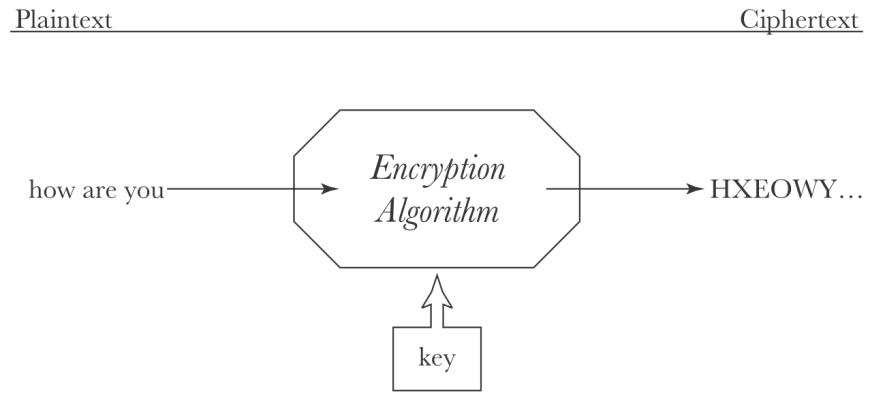 Plaintext Ciphertext
how are you Encryption Algorithm HXEOWY…
key